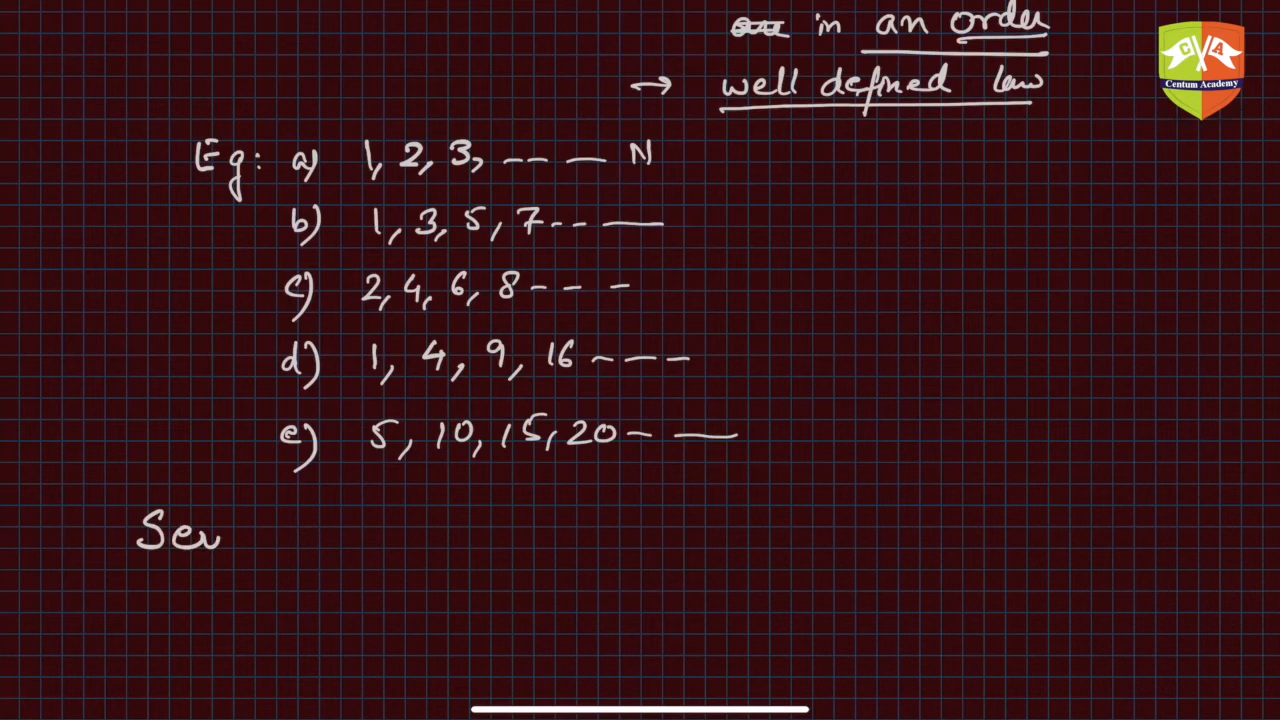 in an order
C A
Centum Academy
→ well defined law
Eg: a) 1, 2, 3, -- — N
b) 1, 3, 5, 7 -- —
c) 2, 4, 6, 8 - - -
d) 1, 4, 9, 16 - - -
e) 5, 10, 15, 20 - —
Ser